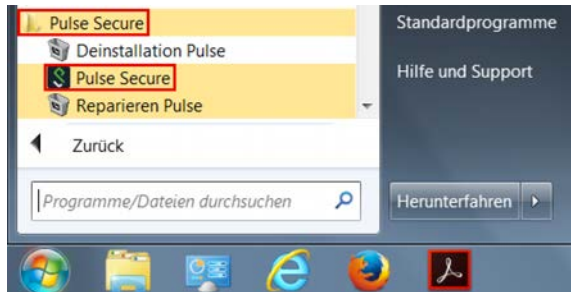 Pulse Secure
Deinstallation Pulse
Pulse Secure
Reparieren Pulse
Zurück
Programme/Dateien durchsuchen
Standardprogramme
Hilfe und Support
Herunterfahren